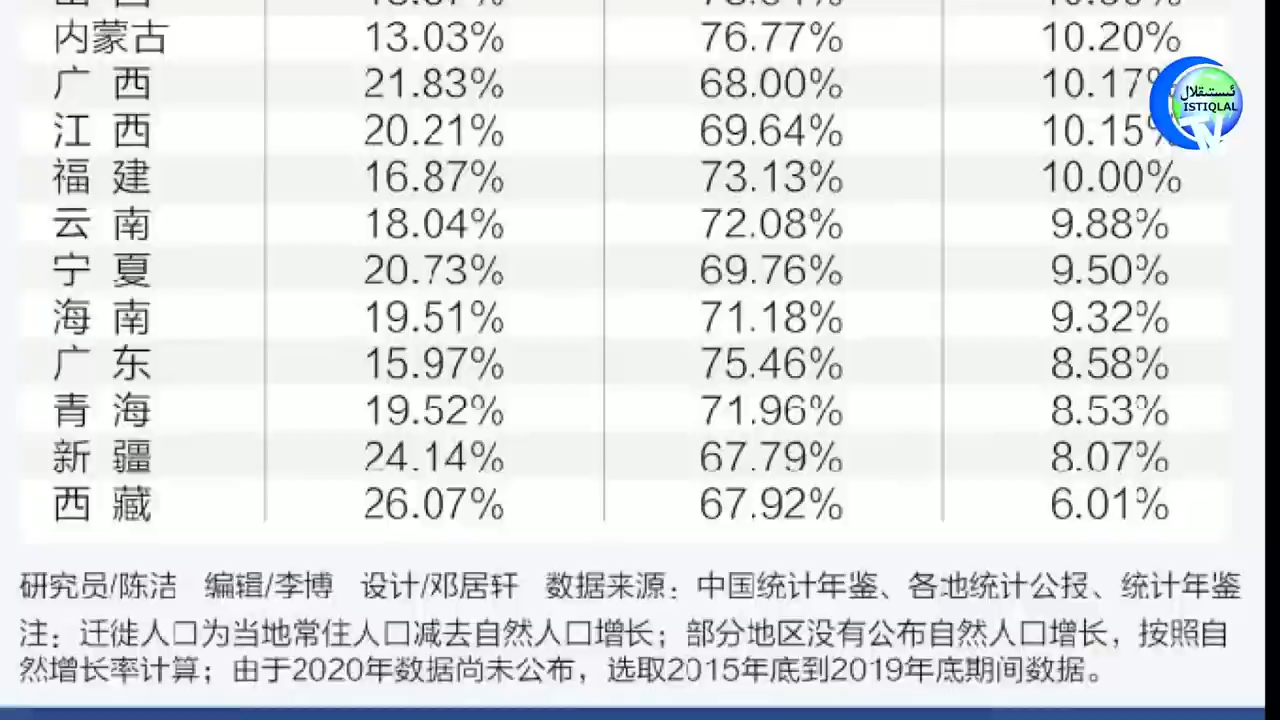 内蒙古 13.03% 76.77% 10.20%
广西 21.83% 68.00% 10.17%
江西 20.21% 69.64% 10.15%
福建 16.87% 73.13% 10.00%
云南 18.04% 72.08% 9.88%
宁夏 20.73% 69.76% 9.50%
海南 19.51% 71.18% 9.32%
广东 15.97% 75.46% 8.58%
青海 19.52% 71.96% 8.53%
新疆 24.14% 67.79% 8.07%
西藏 26.07% 67.92% 6.01%
研究员/陈洁 编辑/李博 设计/邓居轩 数据来源：中国统计年鉴、各地统计公报、统计年鉴
注：迁徙人口为当地常住人口减去自然人口增长；部分地区没有公布自然人口增长，按照自
然增长率计算；由于2020年数据尚未公布，选取2015年底到2019年底期间数据。
ئىستىقلال
ISTIQLAL
TV